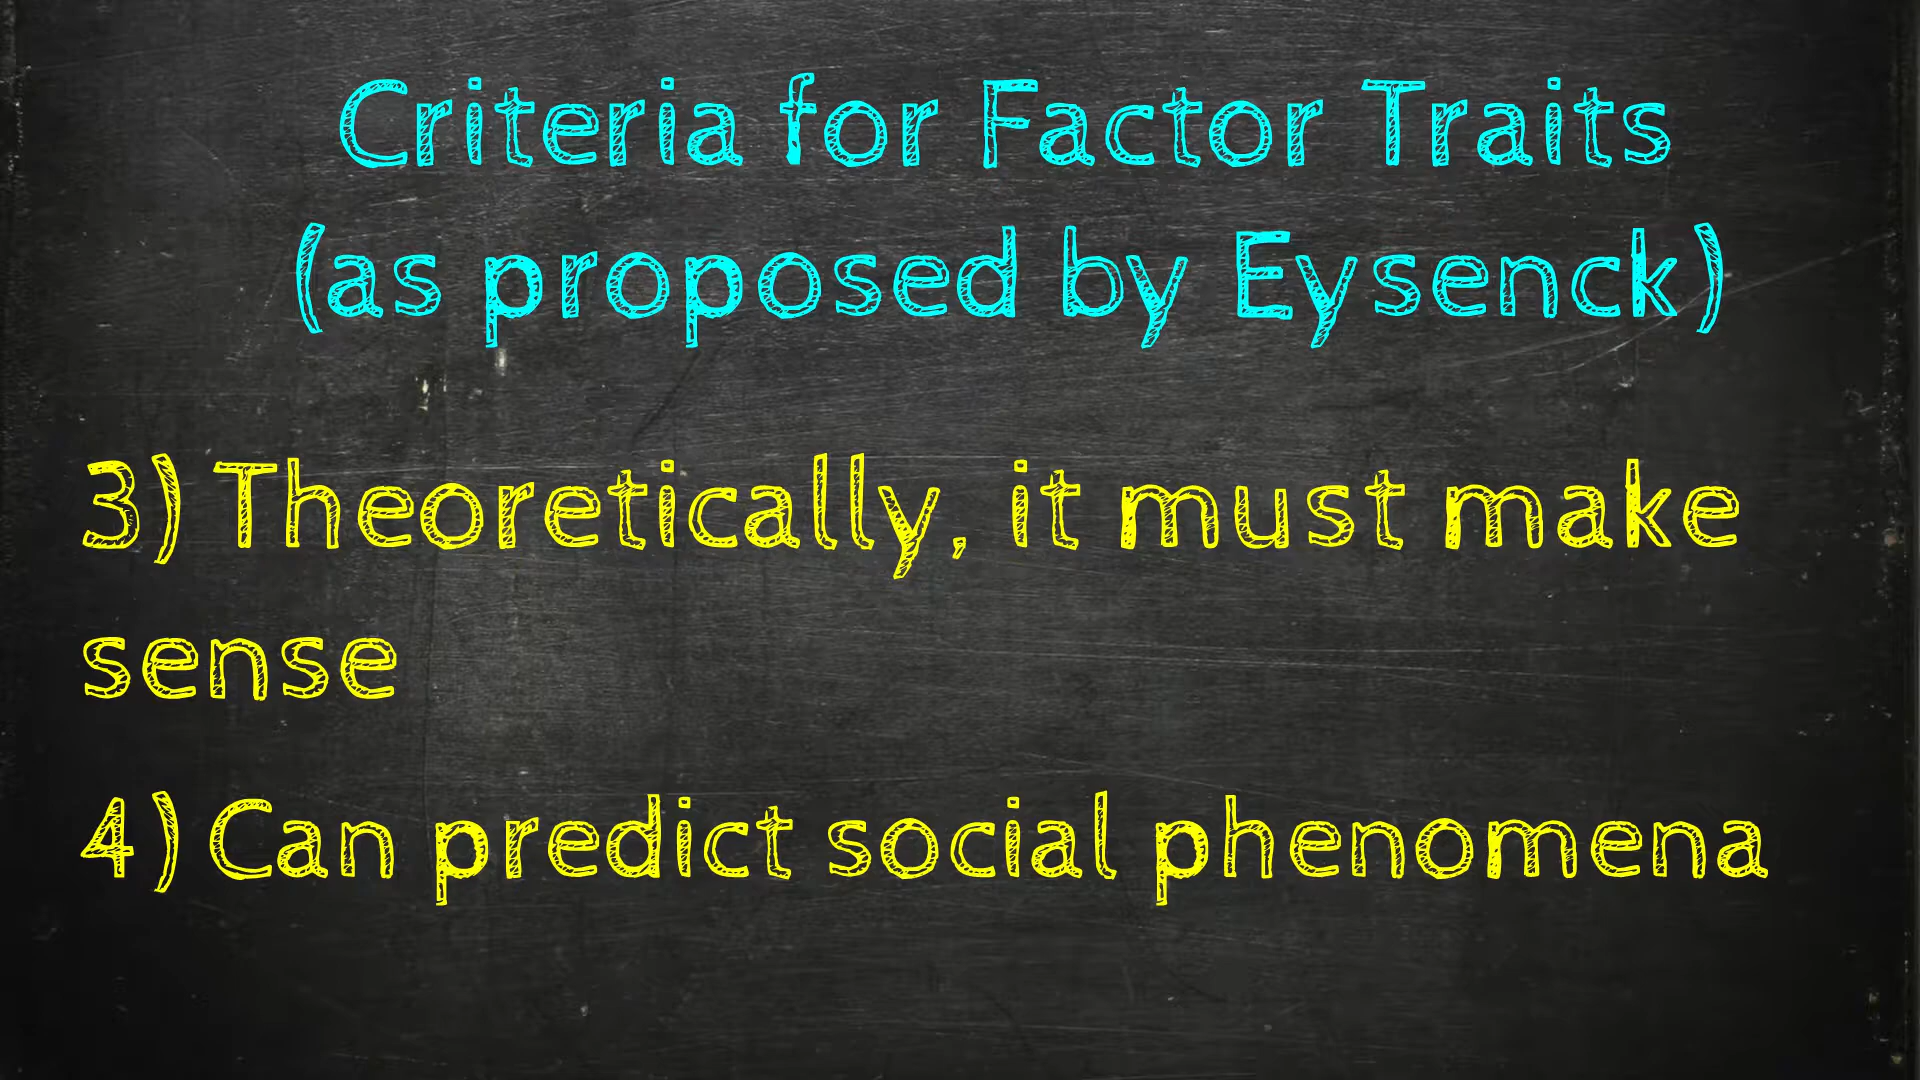 Criteria for Factor Traits
(as proposed by Eysenck)
3) Theoretically, it must make
sense
4) Can predict social phenomena